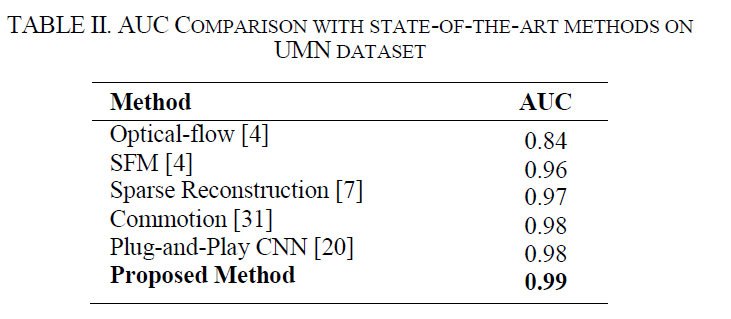 TABLE II. AUC COMPARISON WITH STATE-OF-THE-ART METHODS ON
UMN DATASET
Method AUC
Optical-flow [4] 0.84
SFM [4] 0.96
Sparse Reconstruction [7] 0.97
Commotion [31] 0.98
Plug-and-Play CNN [20] 0.98
Proposed Method 0.99